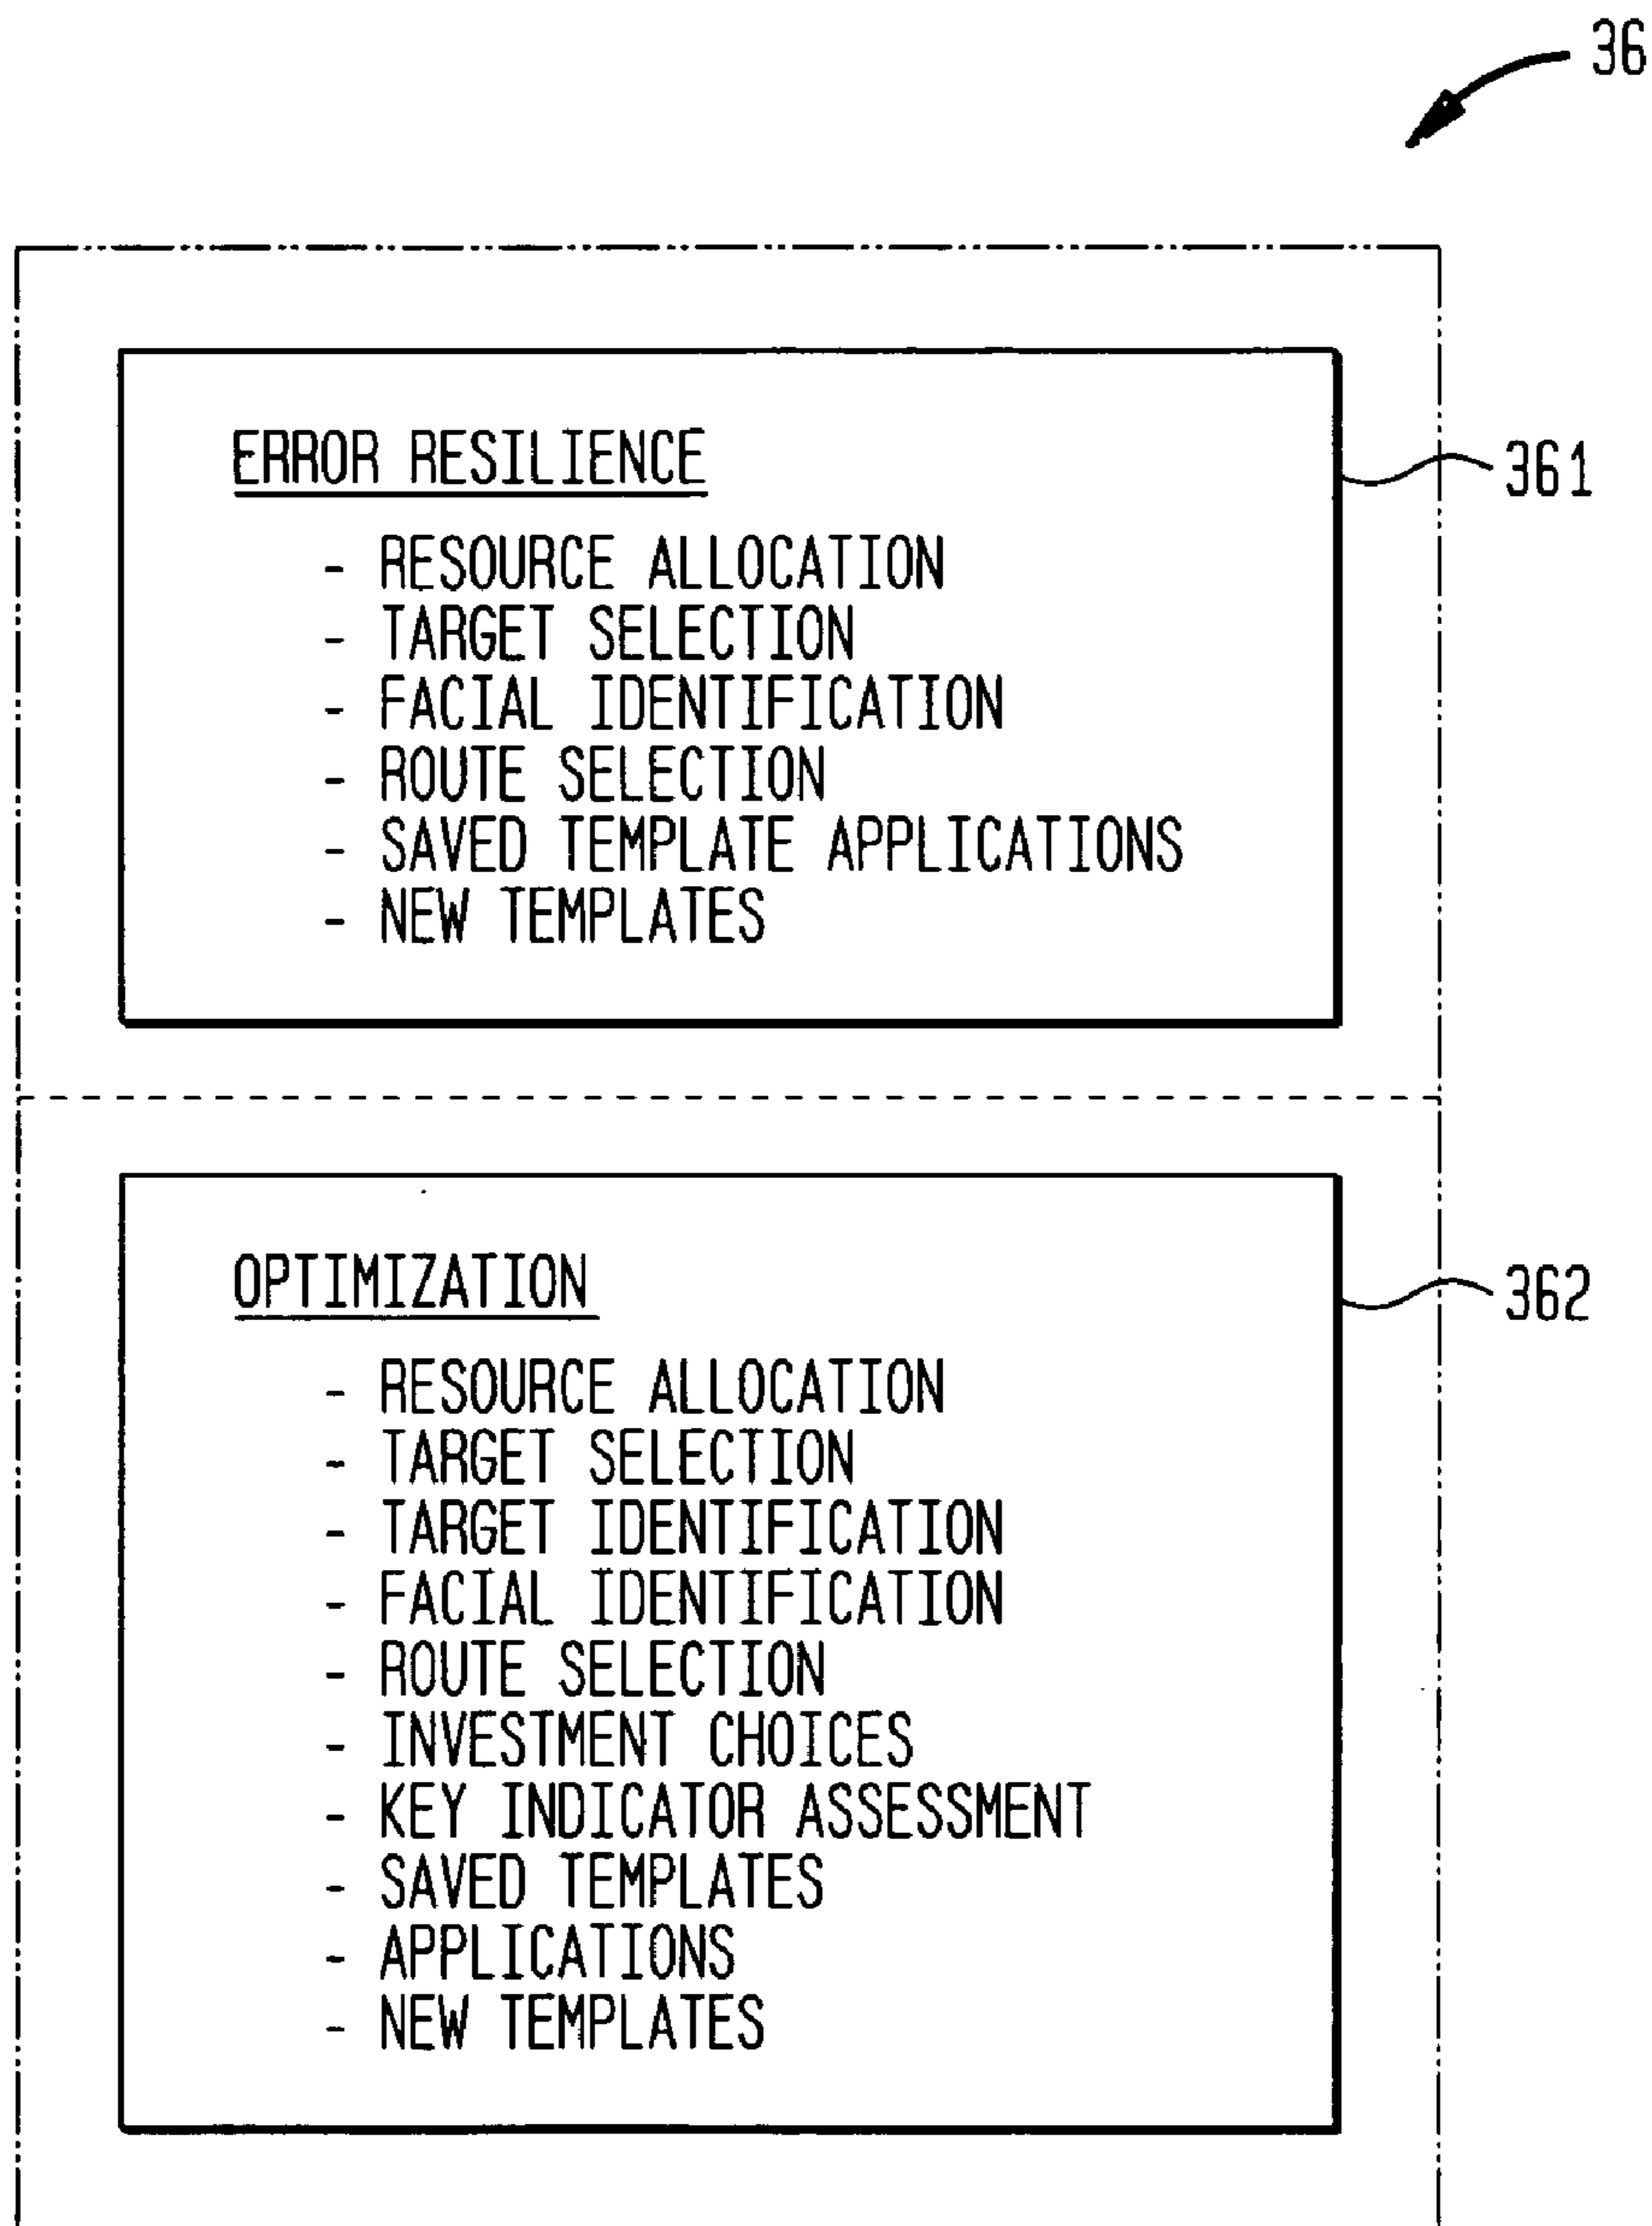 36
ERROR RESILIENCE
361
- RESOURCE ALLOCATION
- TARGET SELECTION
- FACIAL IDENTIFICATION
- ROUTE SELECTION
- SAVED TEMPLATE APPLICATIONS
- NEW TEMPLATES
OPTIMIZATION
362
- RESOURCE ALLOCATION
- TARGET SELECTION
- TARGET IDENTIFICATION
- FACIAL IDENTIFICATION
- ROUTE SELECTION
- INVESTMENT CHOICES
- KEY INDICATOR ASSESSMENT
- SAVED TEMPLATES
- APPLICATIONS
- NEW TEMPLATES